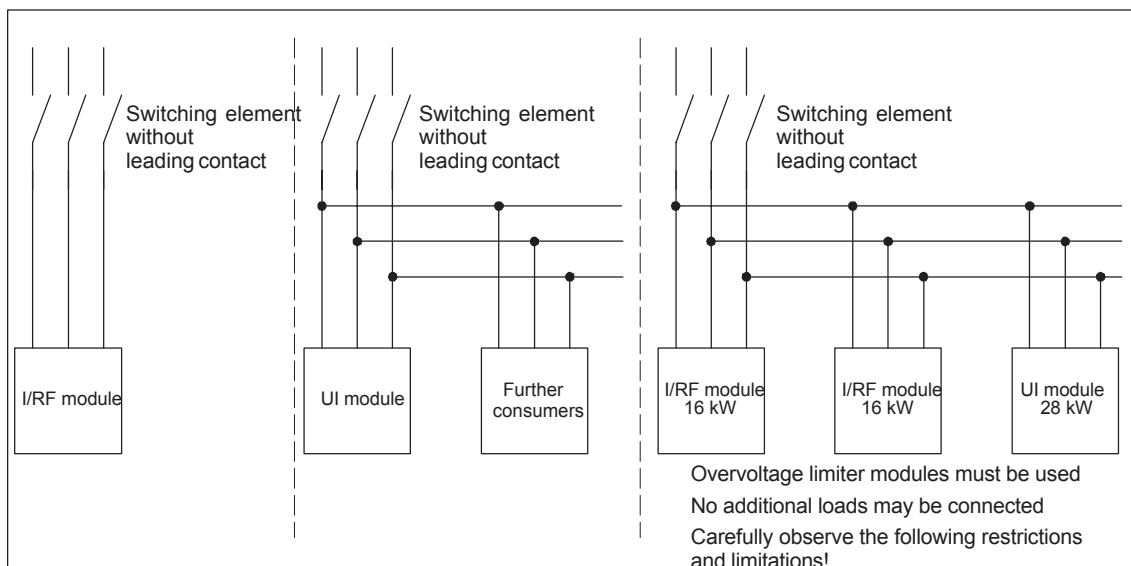 Switching element
without
leading contact
Switching element
without
leading contact
Switching element
without
leading contact
I/RF module
UI module
Further
consumers
I/RF module
16 kW
I/RF module
16 kW
UI module
28 kW
Overvoltage limiter modules must be used
No additional loads may be connected
Carefully observe the following restrictions
and limitations!